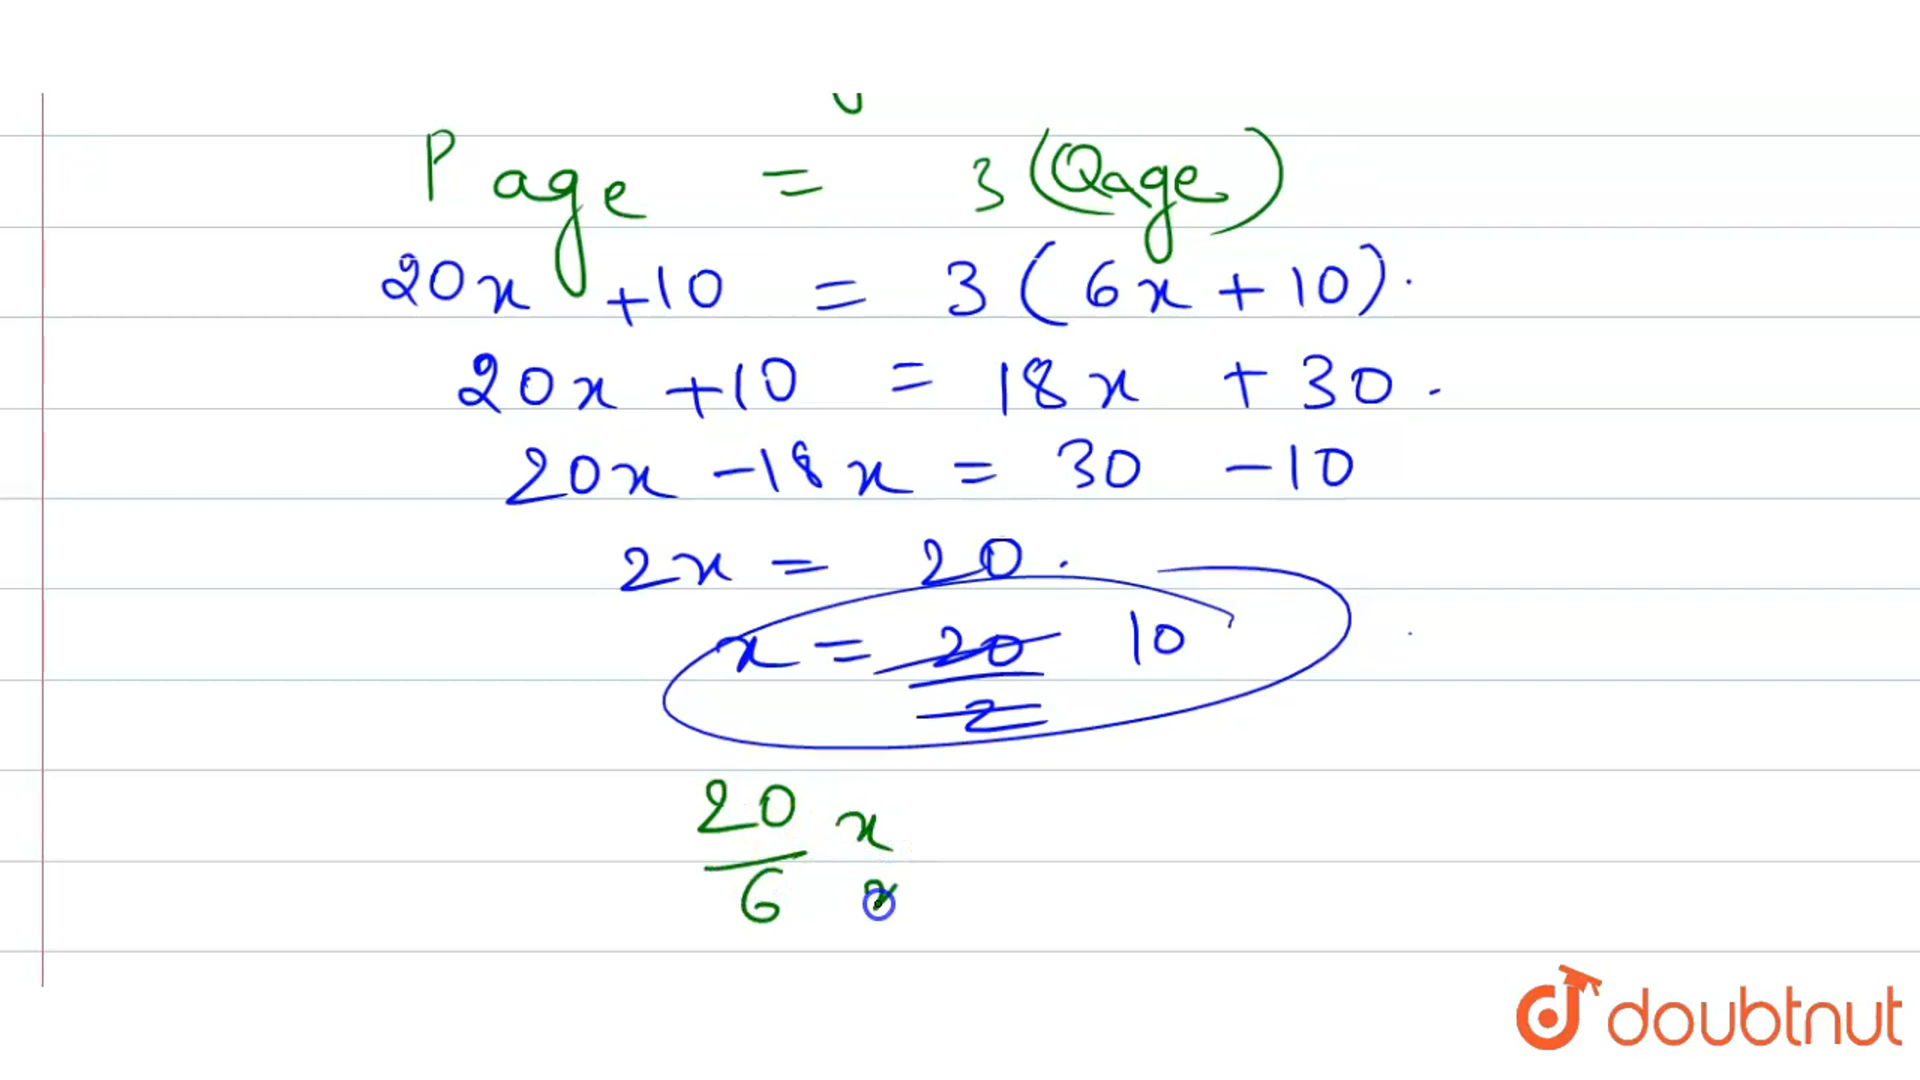 P age = 3 (Qage)
20x + 10 = 3 ( 6x + 10 ).
20x + 10 = 18x + 30.
20x - 18x = 30 - 10
2x = 20.
x = 20/2 10
20 x
6 x
doubtnut